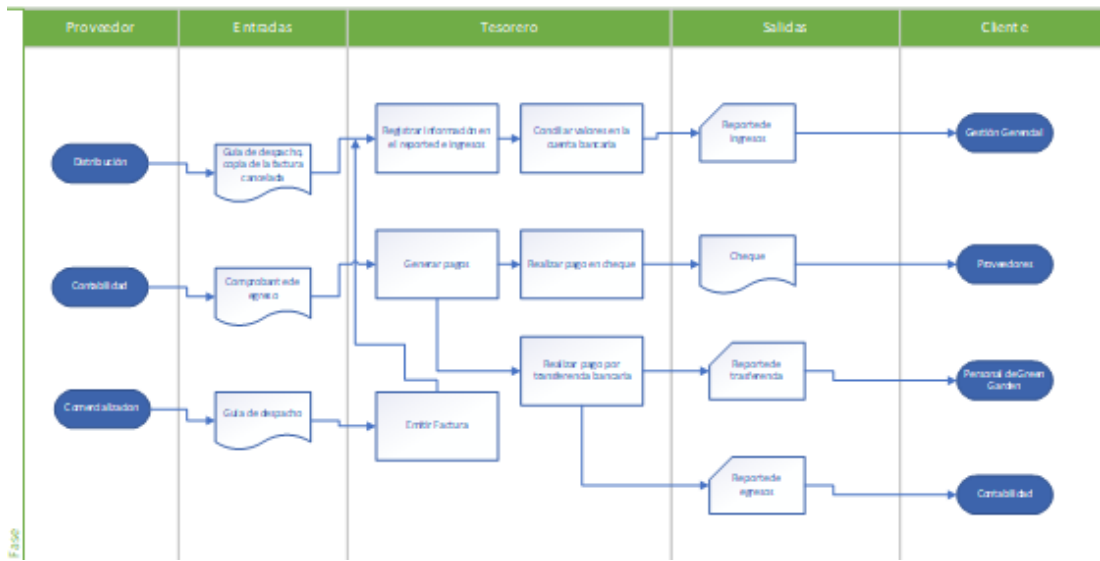 Proveedor
Entradas
Tesorero
Salidas
Cliente
Distribución
Guía de despacho,
copia de la factura
cancelada
Registrar información en
el reporte de ingresos
Conciliar valores en la
cuenta bancaria
Reporte de
ingresos
Gestión Gerencial
Contabilidad
Comprobante de
egreso
Generar pagos
Realizar pago en cheque
Cheque
Proveedores
Realizar pago por
transferencia bancaria
Reporte de
trasferencia
Personal de Green
Garden
Comercializacion
Guía de despacho
Emitir Factura
Reporte de
egresos
Contabilidad
Fase